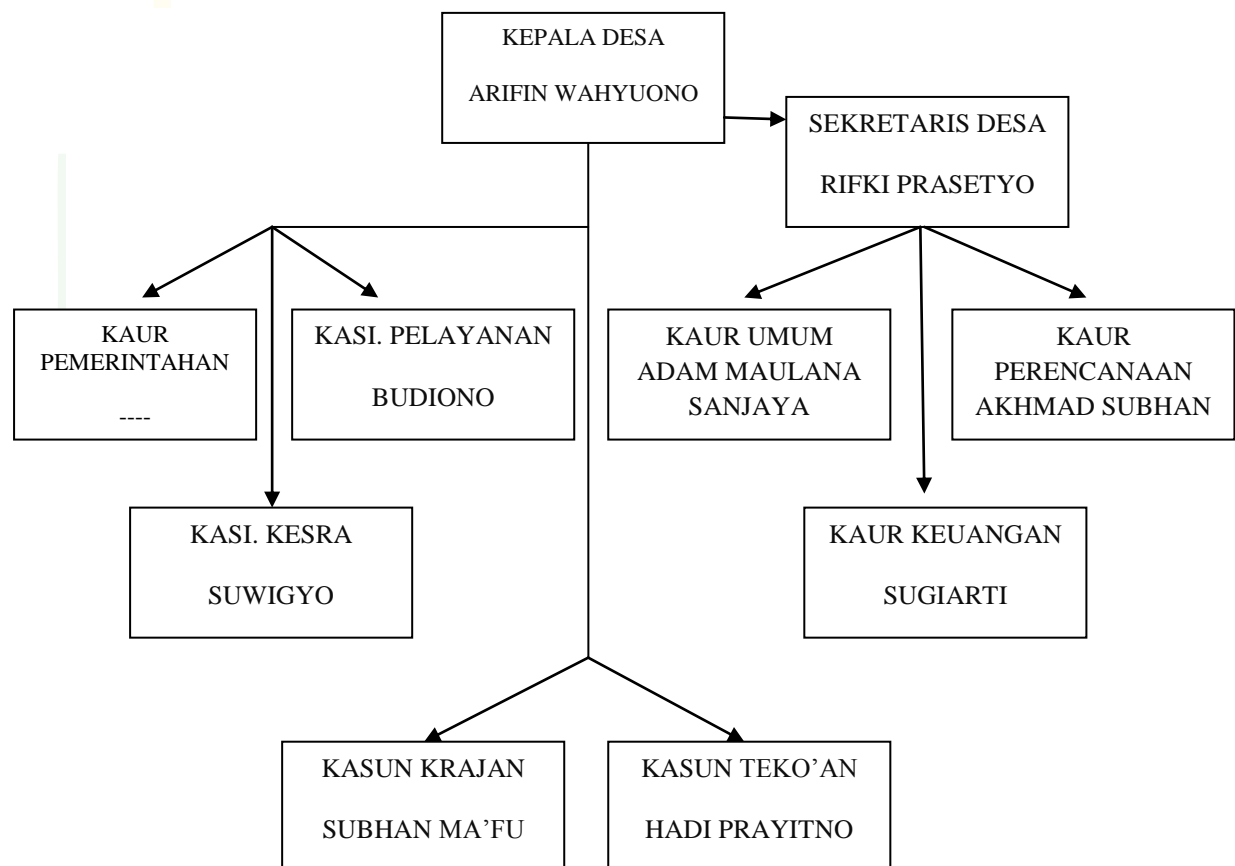 KEPALA DESA
ARIFIN WAHYUONO
SEKRETARIS DESA
RIFKI PRASETYO
KAUR
PEMERINTAHAN
----
KASI. PELAYANAN
BUDIONO
KAUR UMUM
ADAM MAULANA
SANJAYA
KAUR
PERENCANAAN
AKHMAD SUBHAN
KASI. KESRA
SUWIGYO
KAUR KEUANGAN
SUGIARTI
KASUN KRAJAN
SUBHAN MA’FU
KASUN TEKO’AN
HADI PRAYITNO